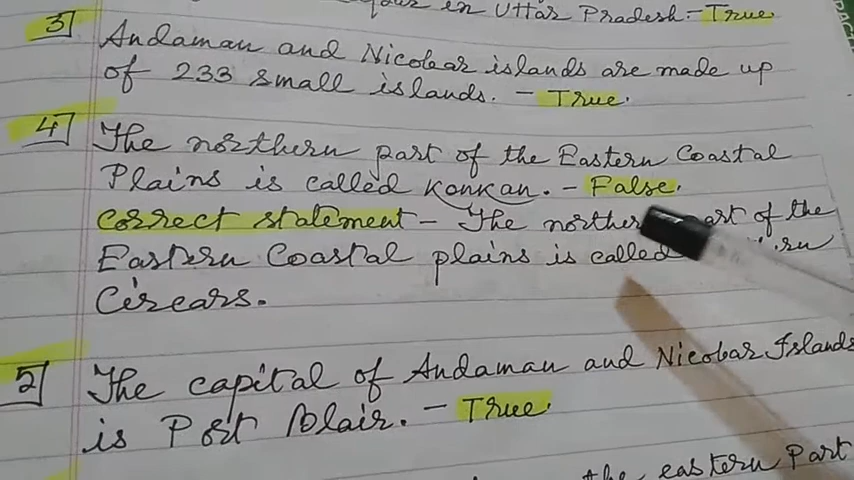 in Uttar Pradesh:- True.
3] Andaman and Nicobar islands are made up
of 233 small islands. - True.
4] The northern part of the Eastern Coastal
Plains is called Konkan. - False.
Correct statement - The northern part of the
Eastern Coastal plains is called
Circars.
2] The capital of Andaman and Nicobar Islands
is Port Blair. - True.
the eastern Part